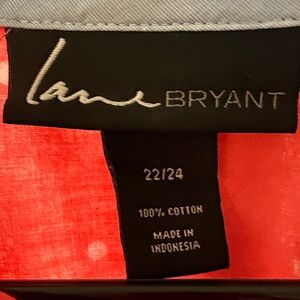 Lane BRYANT
22/24
100% COTTON
MADE IN
INDONESIA